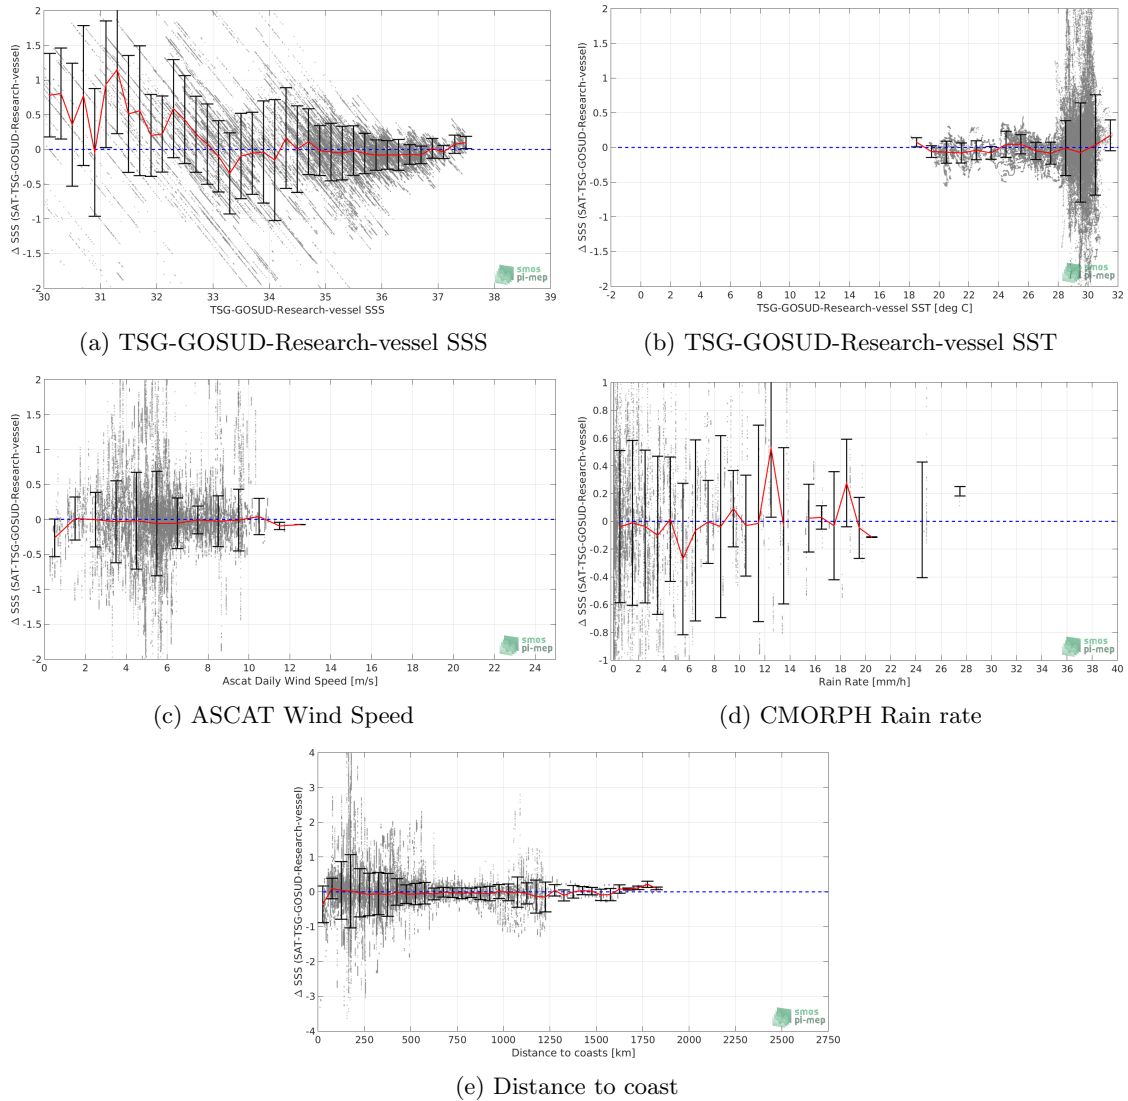 2
1.5
1
0.5
0
-0.5
-1
-1.5
-2
Δ SSS (SAT-TSG-GOSUD-Research-vessel)
30 31 32 33 34 35 36 37 38 39
TSG-GOSUD-Research-vessel SSS
smos
pi-mep
(a) TSG-GOSUD-Research-vessel SSS
2
1.5
1
0.5
0
-0.5
-1
-1.5
-2
Δ SSS (SAT-TSG-GOSUD-Research-vessel)
-2 0 2 4 6 8 10 12 14 16 18 20 22 24 26 28 30 32
TSG-GOSUD-Research-vessel SST [deg C]
smos
pi-mep
(b) TSG-GOSUD-Research-vessel SST
2
1.5
1
0.5
0
-0.5
-1
-1.5
-2
Δ SSS (SAT-TSG-GOSUD-Research-vessel)
0 2 4 6 8 10 12 14 16 18 20 22 24
Ascat Daily Wind Speed [m/s]
smos
pi-mep
(c) ASCAT Wind Speed
1
0.8
0.6
0.4
0.2
0
-0.2
-0.4
-0.6
-0.8
-1
Δ SSS (SAT-TSG-GOSUD-Research-vessel)
0 2 4 6 8 10 12 14 16 18 20 22 24 26 28 30 32 34 36 38 40
Rain Rate [mm/h]
smos
pi-mep
(d) CMORPH Rain rate
4
3
2
1
0
-1
-2
-3
-4
Δ SSS (SAT-TSG-GOSUD-Research-vessel)
0 250 500 750 1000 1250 1500 1750 2000 2250 2500 2750
Distance to coasts [km]
smos
pi-mep
(e) Distance to coast